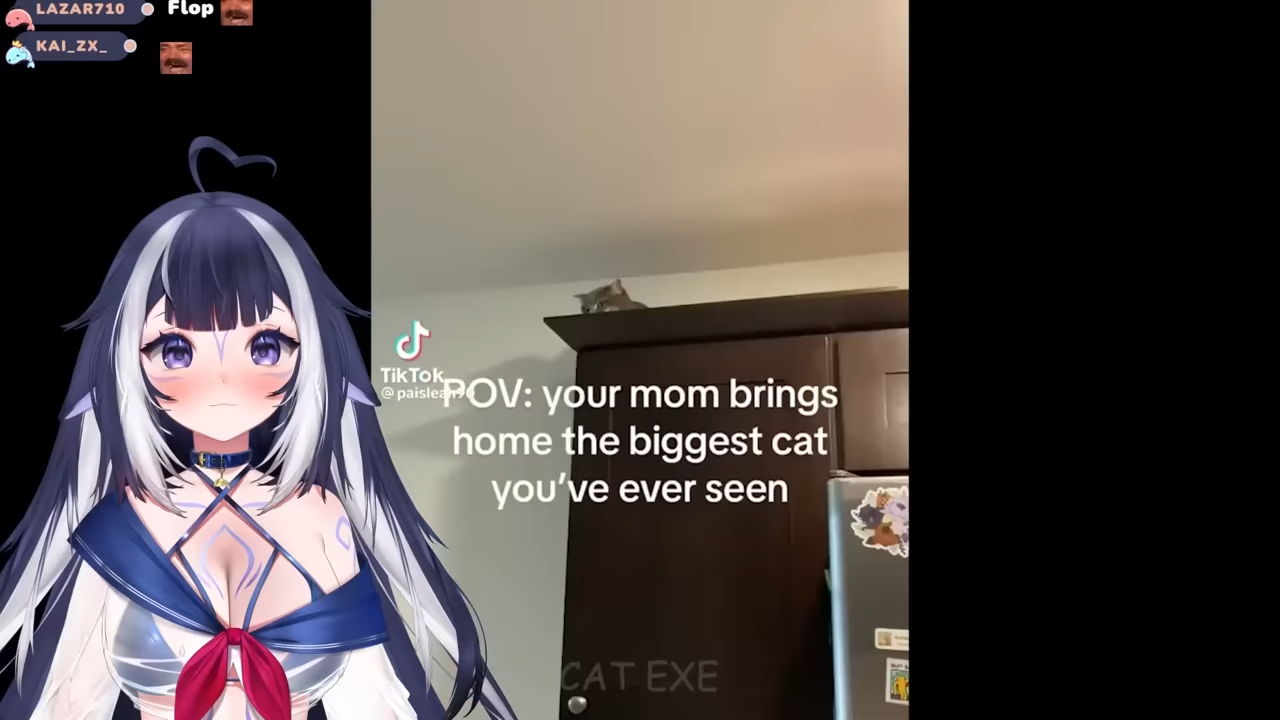 LAZAR710 Flop
KAI_ZX_
TikTok
POV: your mom brings
home the biggest cat
you've ever seen
CAT EXE